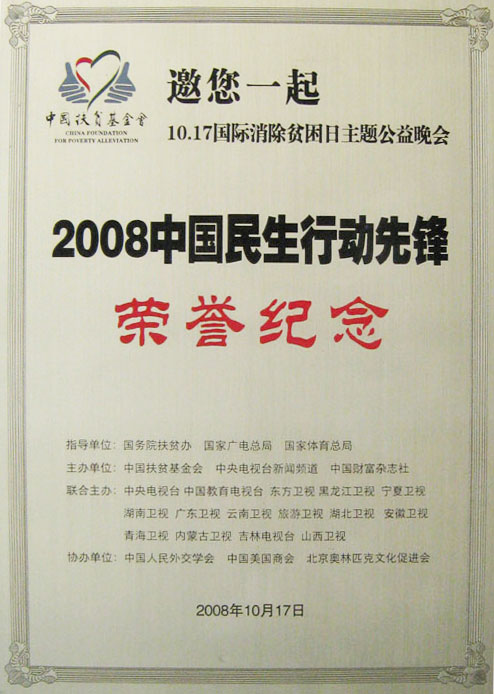 邀您一起
中国扶贫基金會
CHINA FOUNDATION
FOR POVERTY ALLEVIATION
10.17国际消除贫困日主题公益晚会
2008中国民生行动先锋
荣誉纪念
指导单位：国务院扶贫办 国家广电总局 国家体育总局
主办单位：中国扶贫基金会 中央电视台新闻频道 中国财富杂志社
联合主办：中央电视台 中国教育电视台 东方卫视 黑龙江卫视 宁夏卫视
湖南卫视 广东卫视 云南卫视 旅游卫视 湖北卫视 安徽卫视
青海卫视 内蒙古卫视 吉林电视台 山西卫视
协办单位：中国人民外交学会 中国美国商会 北京奥林匹克文化促进会
2008年10月17日